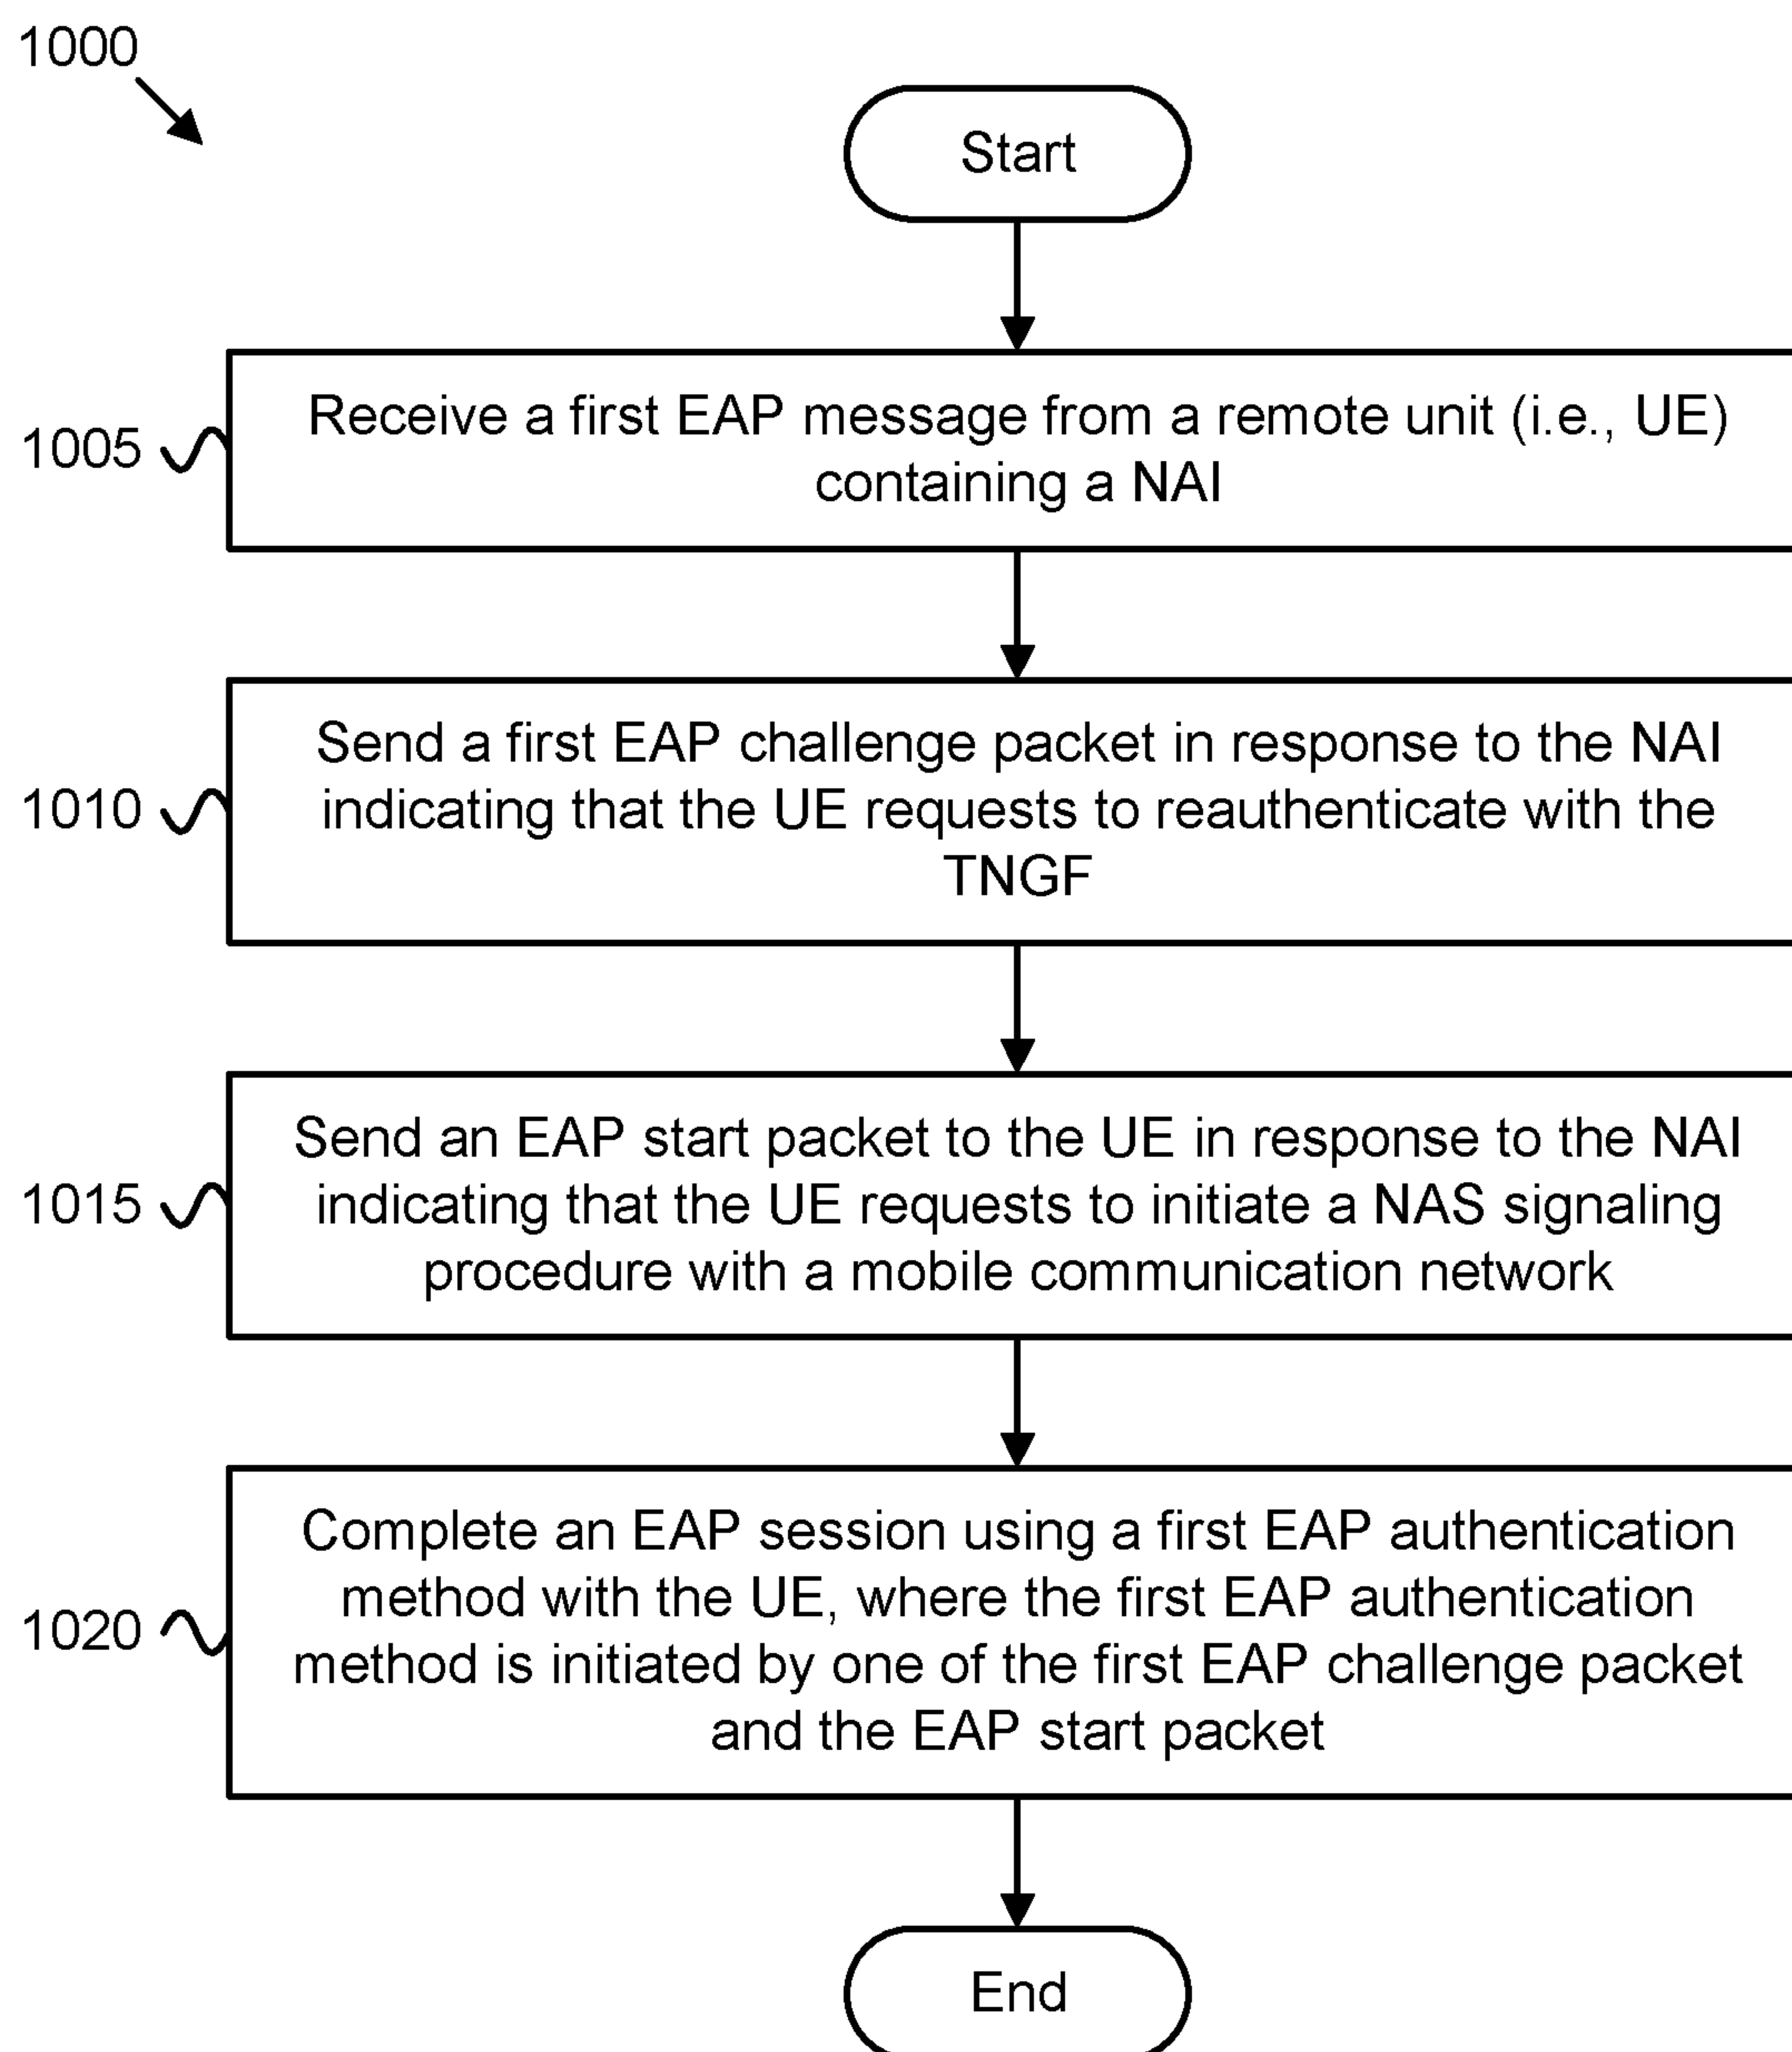 1000
Start
1005
Receive a first EAP message from a remote unit (i.e., UE)
containing a NAI
1010
Send a first EAP challenge packet in response to the NAI
indicating that the UE requests to reauthenticate with the
TNGF
1015
Send an EAP start packet to the UE in response to the NAI
indicating that the UE requests to initiate a NAS signaling
procedure with a mobile communication network
1020
Complete an EAP session using a first EAP authentication
method with the UE, where the first EAP authentication
method is initiated by one of the first EAP challenge packet
and the EAP start packet
End